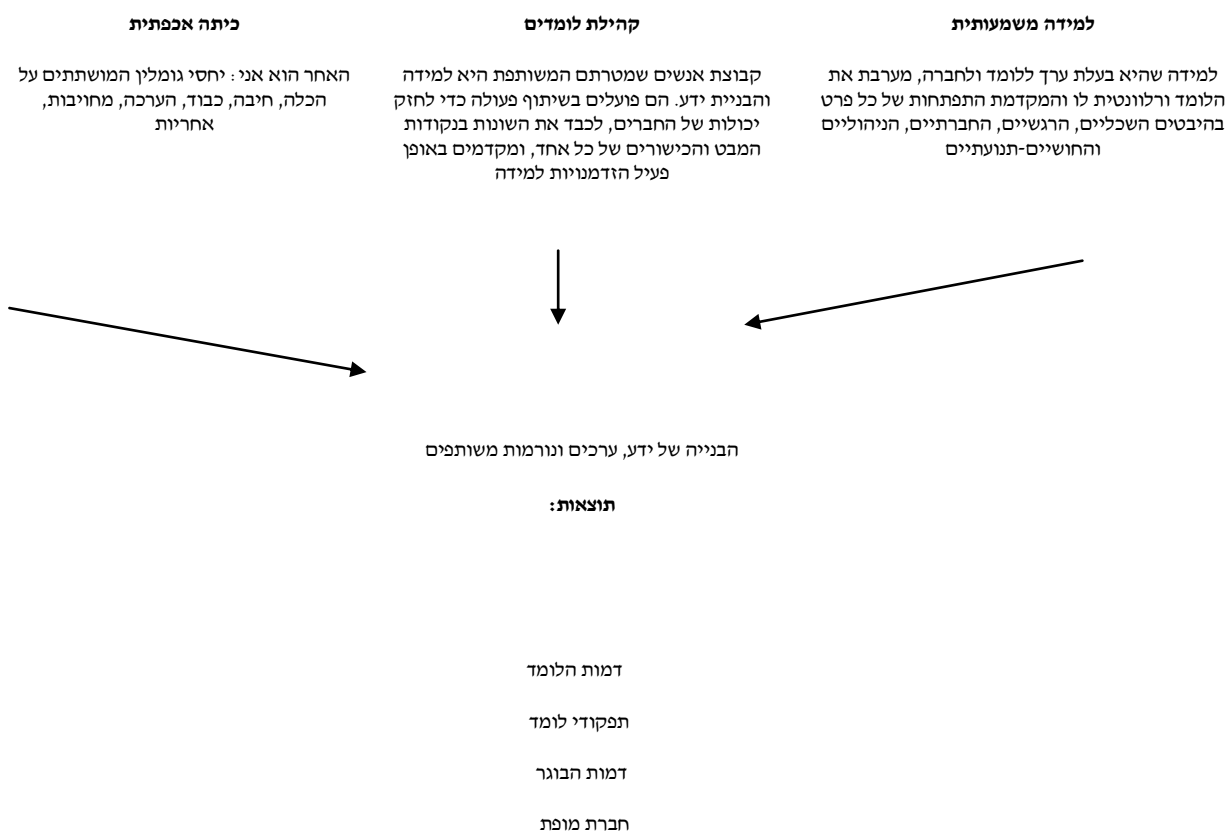 למידה משמעותית
למידה שהיא בעלת ערך ללומד ולחברה, מערבת את
הלומד ורלוונטית לו והמקדמת התפתחות של כל פרט
בהיבטים השכליים, הרגשיים, החברתיים, הניהוליים
והחושיים-תנועתיים
קהילת לומדים
קבוצת אנשים שמטרתם המשותפת היא למידה
והבניית ידע. הם פועלים בשיתוף פעולה כדי לחזק
יכולות של החברים, לכבד את השונות בנקודות
המבט והכישורים של כל אחד, ומקדמים באופן
פעיל הזדמנויות למידה
כיתה אכפתית
האחר הוא אני: יחסי גומלין המושתתים על
הכלה, חיבה, כבוד, הערכה, מחויבות,
אחריות
הבנייה של ידע, ערכים ונורמות משותפים
תוצאות:
דמות הלומד
תפקודי לומד
דמות הבוגר
חברת מופת